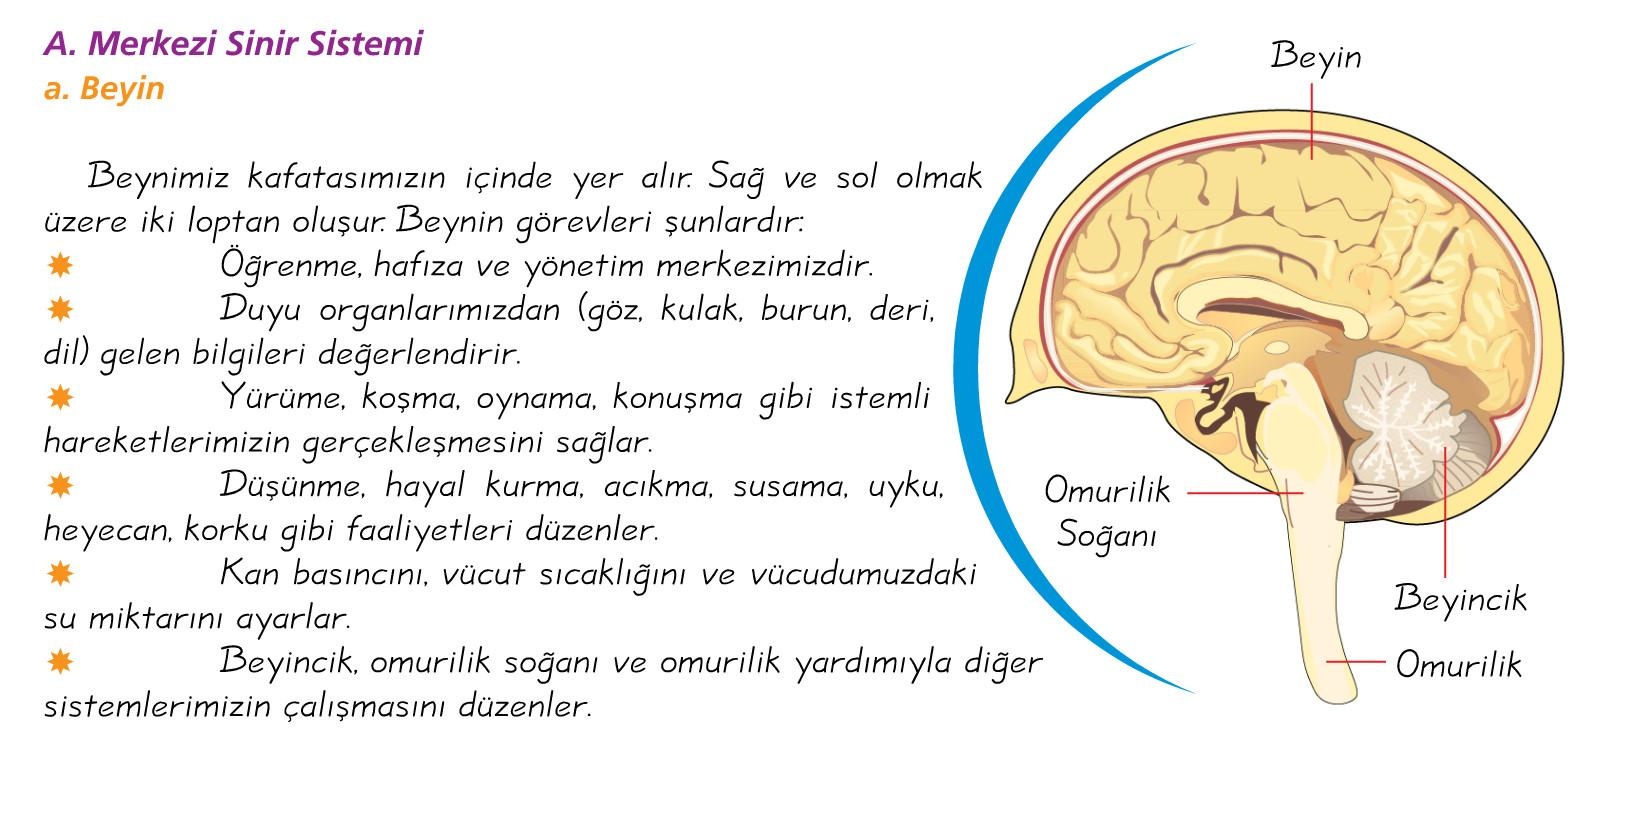 A. Merkezi Sinir Sistemi
a. Beyin
Beynimiz kafatasımızın içinde yer alır. Sağ ve sol olmak
üzere iki loptan oluşur. Beynin görevleri şunlardır:
Öğrenme, hafıza ve yönetim merkezimizdir.
Duyu organlarımızdan (göz, kulak, burun, deri,
dil) gelen bilgileri değerlendirir.
Yürüme, koşma, oynama, konuşma gibi istemli
hareketlerimizin gerçekleşmesini sağlar.
Düşünme, hayal kurma, acıkma, susama, uyku,
heyecan, korku gibi faaliyetleri düzenler.
Kan basıncını, vücut sıcaklığını ve vücudumuzdaki
su miktarını ayarlar.
Beyincik, omurilik soğanı ve omurilik yardımıyla diğer
sistemlerimizin çalışmasını düzenler.
Beyin
Omurilik
Soğanı
Beyincik
Omurilik